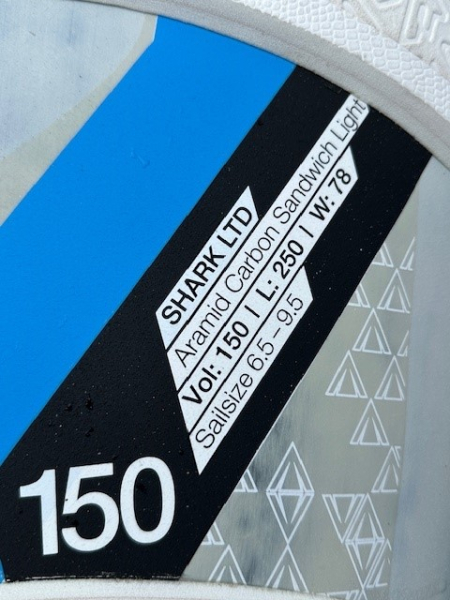 SHARK LTD
Aramid Carbon Sandwich Light
Vol: 150 | L: 250 | W: 78
Sailsize 6.5 – 9.5
150